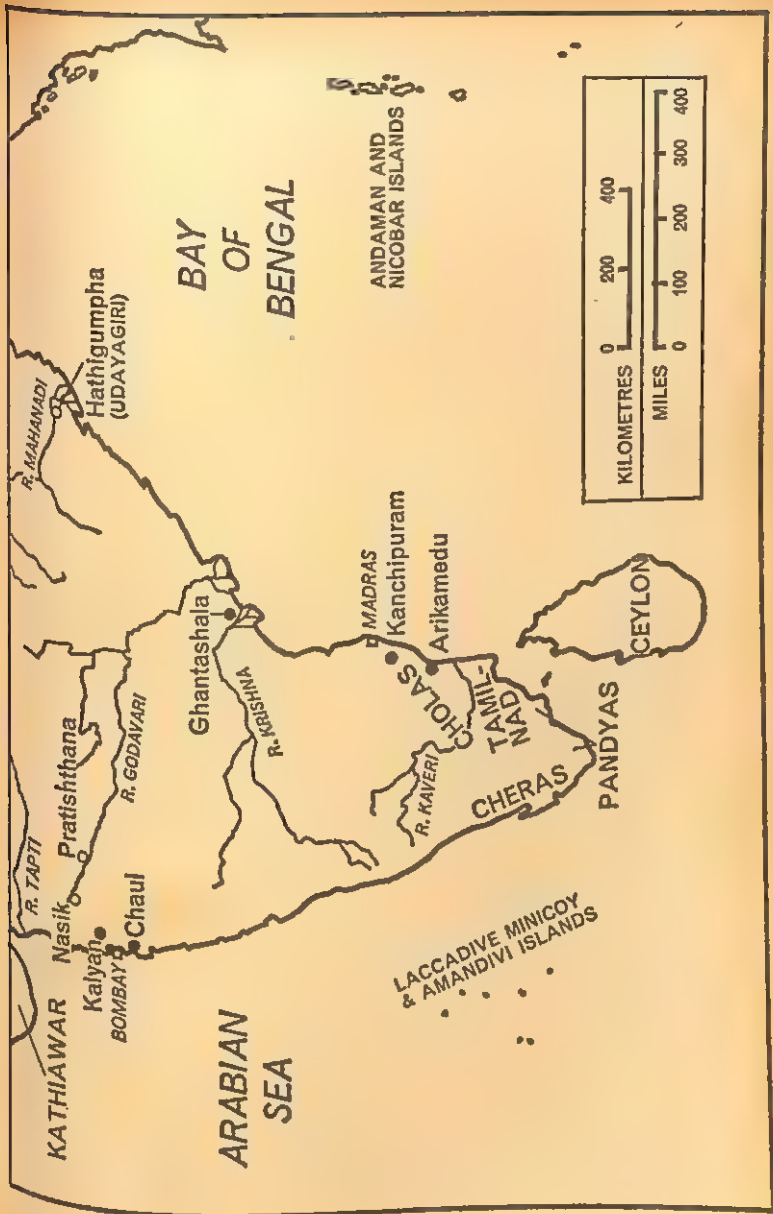 KATHIAWAR
R. TAPTI
Nasik
Pratishthana
Kalyan
BOMBAY
Chaul
R. GODAVARI
R. MAHANADI
Hathigumpha
(UDAYAGIRI)
Ghantashala
R. KRISHNA
ARABIAN
SEA
BAY
OF
BENGAL
MADRAS
Kanchipuram
Arikamedu
CHOLAS
TAMIL-
NAD
R. KAVERI
CHERAS
PANDYAS
CEYLON
LACCADIVE MINICOY
& AMANDIVI ISLANDS
ANDAMAN AND
NICOBAR ISLANDS
KILOMETRES 0 200 400
MILES 0 100 200 300 400